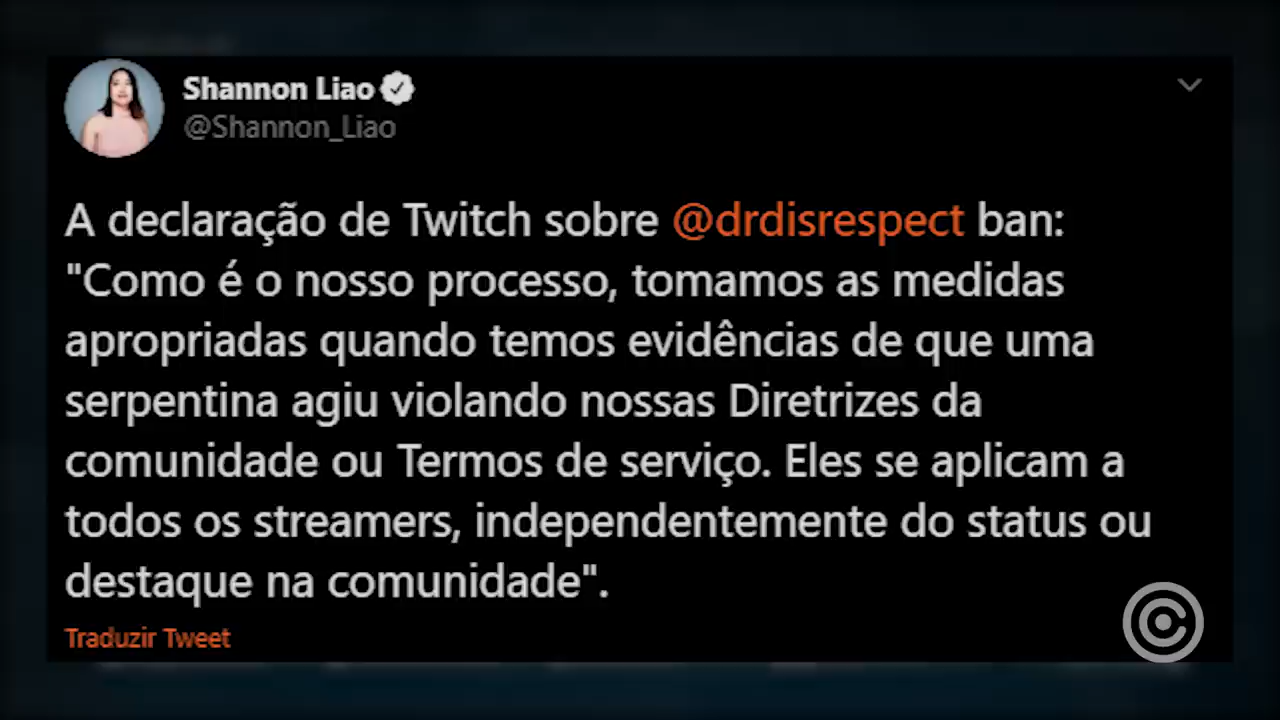 Shannon Liao
@Shannon_Liao
A declaração de Twitch sobre @drdisrespect ban:
"Como é o nosso processo, tomamos as medidas
apropriadas quando temos evidências de que uma
serpentina agiu violando nossas Diretrizes da
comunidade ou Termos de serviço. Eles se aplicam a
todos os streamers, independentemente do status ou
destaque na comunidade".
Traduzir Tweet